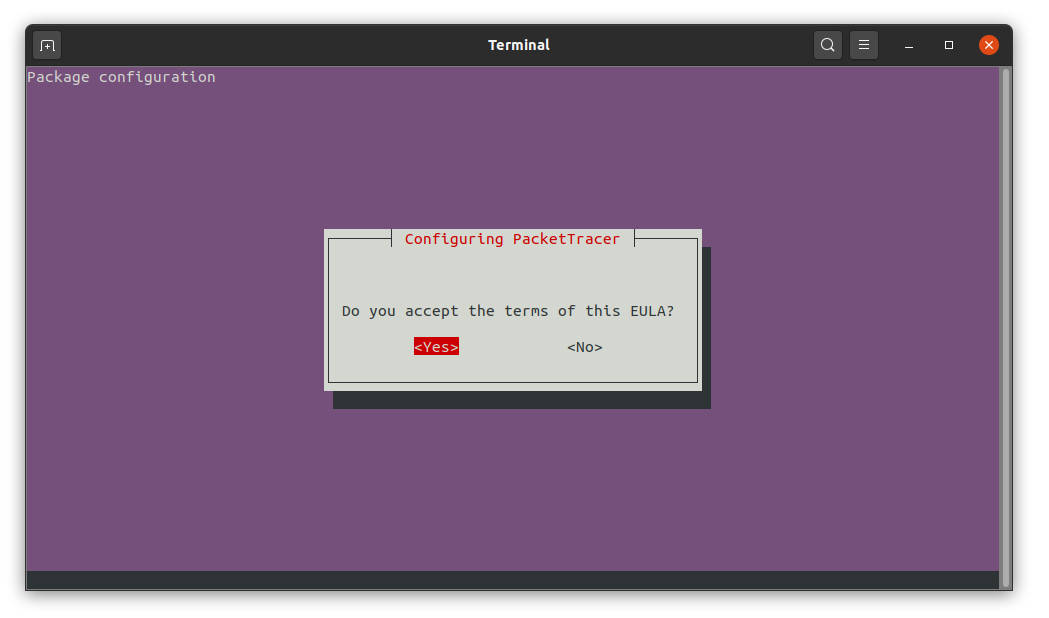 Terminal
Package configuration
Configuring PacketTracer
Do you accept the terms of this EULA?
<Yes> <No>